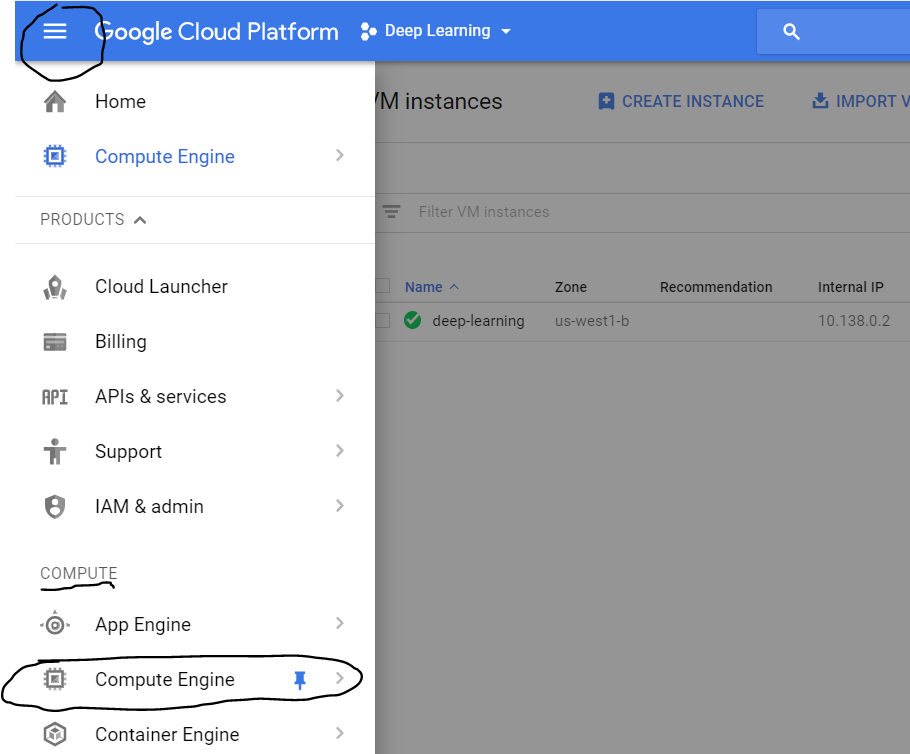 Google Cloud Platform Deep Learning
Home
VM instances CREATE INSTANCE IMPORT V
Compute Engine
PRODUCTS
Filter VM instances
Cloud Launcher
Name Zone Recommendation Internal IP
deep-learning us-west1-b 10.138.0.2
Billing
API APIs & services
Support
IAM & admin
COMPUTE
App Engine
Compute Engine
Container Engine